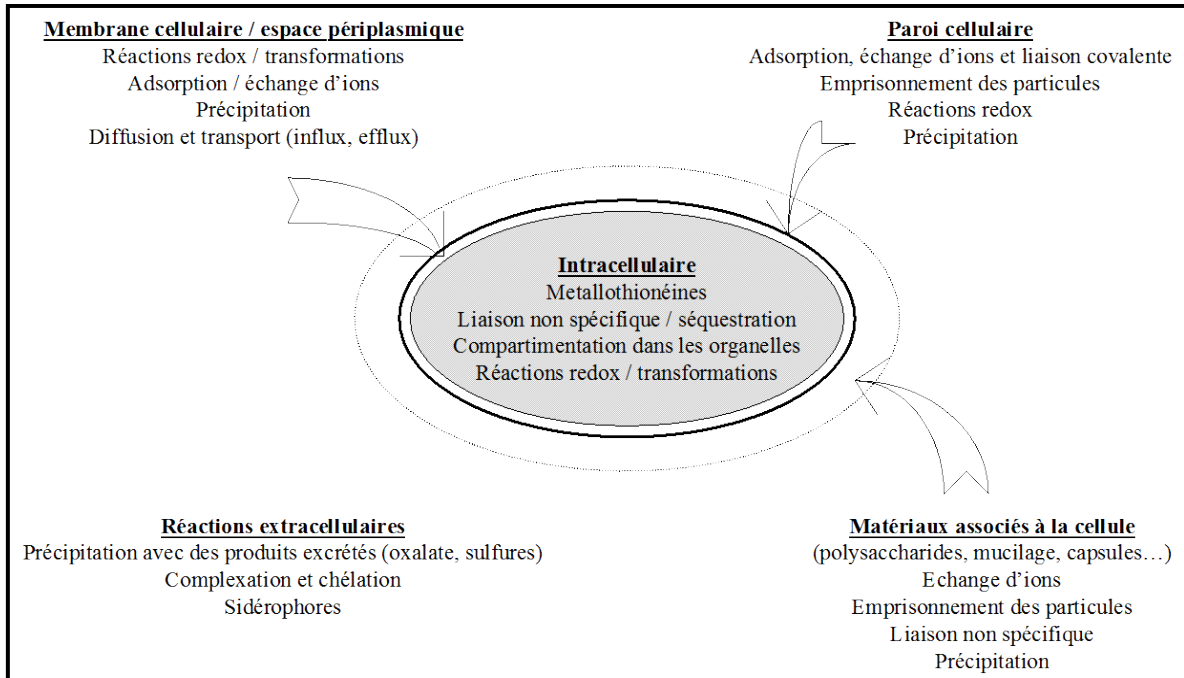 Membrane cellulaire / espace périplasmique
Réactions redox / transformations
Adsorption / échange d'ions
Précipitation
Diffusion et transport (influx, efflux)
Paroi cellulaire
Adsorption, échange d'ions et liaison covalente
Emprisonnement des particules
Réactions redox
Précipitation
Intracellulaire
Metallothionéines
Liaison non spécifique / séquestration
Compartimentation dans les organelles
Réactions redox / transformations
Réactions extracellulaires
Précipitation avec des produits excrétés (oxalate, sulfures)
Complexation et chélation
Sidérophores
Matériaux associés à la cellule
(polysaccharides, mucilage, capsules…)
Echange d'ions
Emprisonnement des particules
Liaison non spécifique
Précipitation